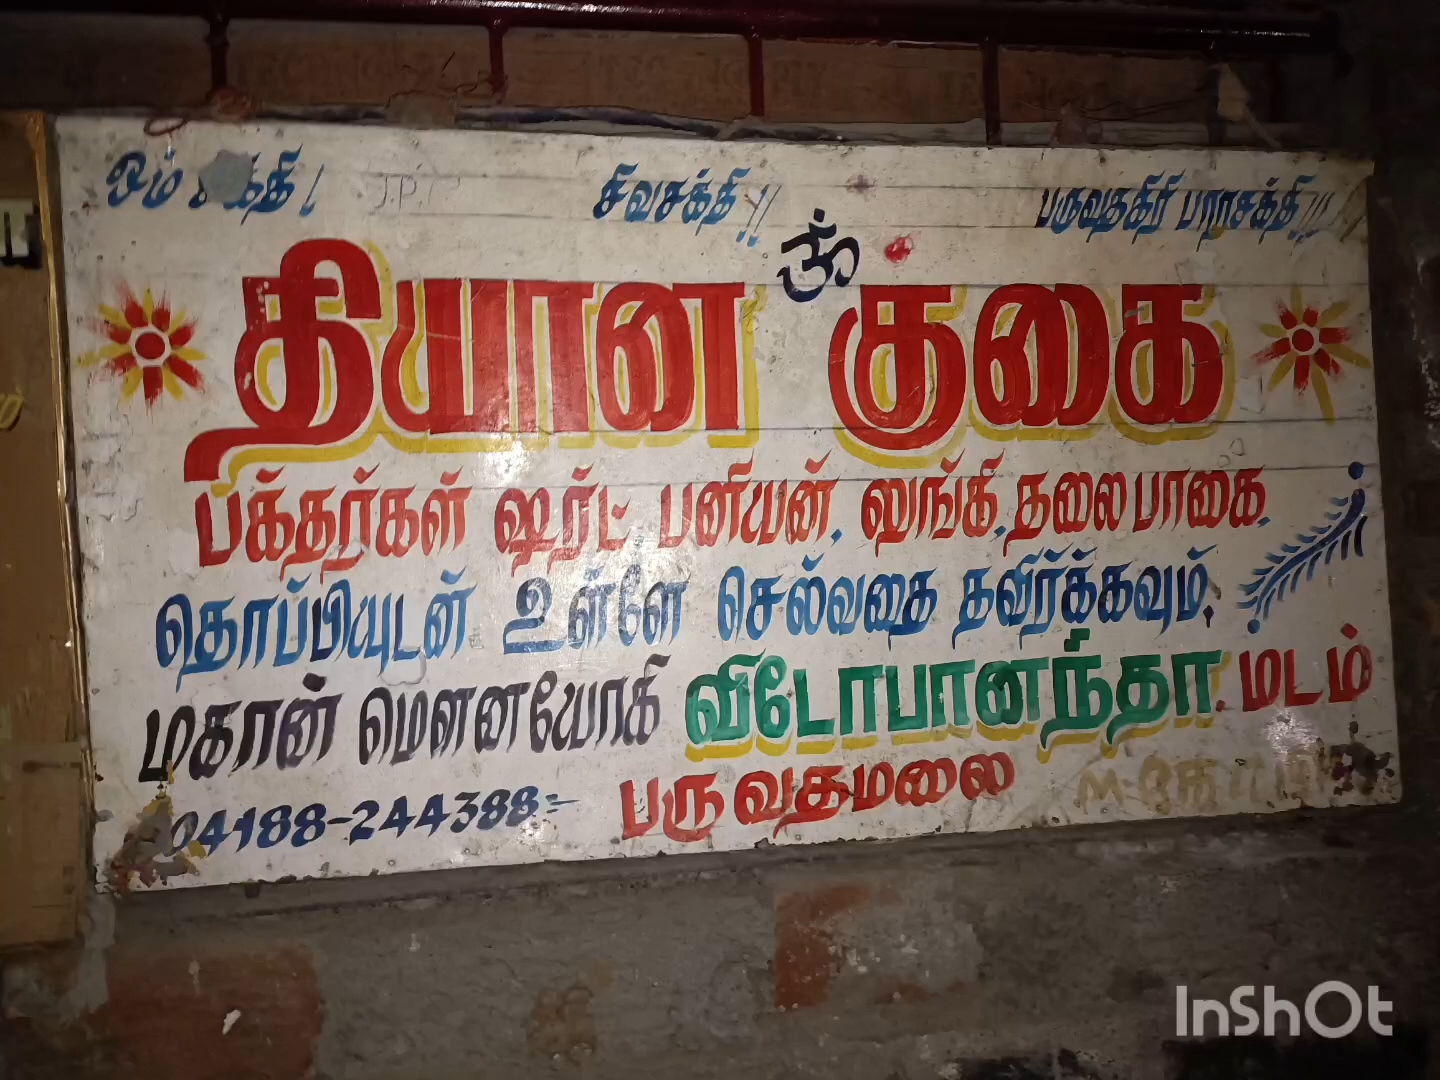 ஓம் சக்தி! சிவசக்தி!! பருவதகிரி பராசக்தி!!!
ॐ
தியான குகை
பக்தர்கள் ஷர்ட், பனியன், லுங்கி, தலைபாகை,
தொப்பியுடன் உள்ளே செல்வதை தவிர்க்கவும்,
மகான் மௌனயோகி விடோபானந்தா மடம்
04188-244388:- பருவதமலை
InShOt